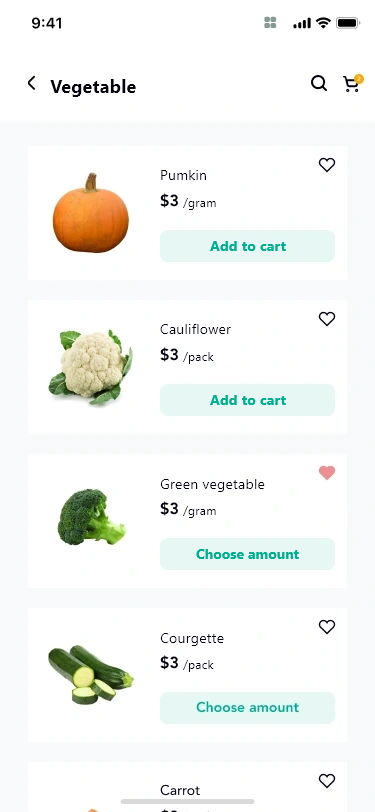 9:41
Vegetable
Pumkin
$3 /gram
Add to cart
Cauliflower
$3 /pack
Add to cart
Green vegetable
$3 /gram
Choose amount
Courgette
$3 /pack
Choose amount
Carrot